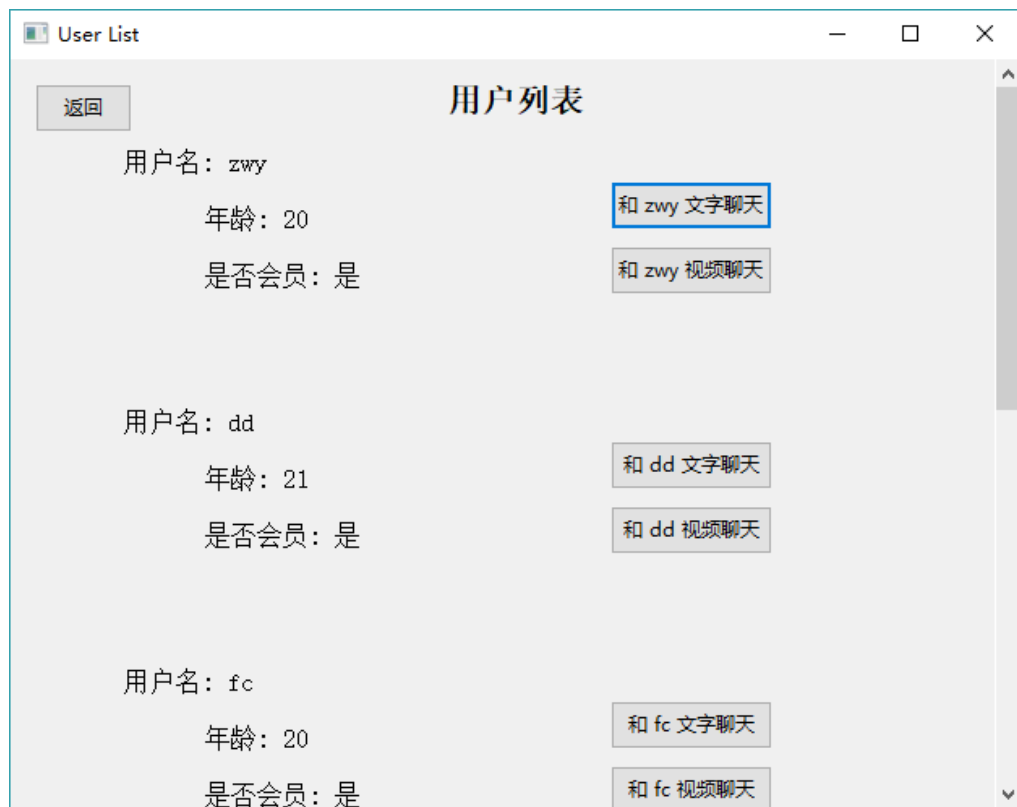 User List
返回
用户列表
用户名: zwy
年龄: 20
和 zwy 文字聊天
是否会员: 是
和 zwy 视频聊天
用户名: dd
年龄: 21
和 dd 文字聊天
是否会员: 是
和 dd 视频聊天
用户名: fc
年龄: 20
和 fc 文字聊天
是否会员: 是
和 fc 视频聊天